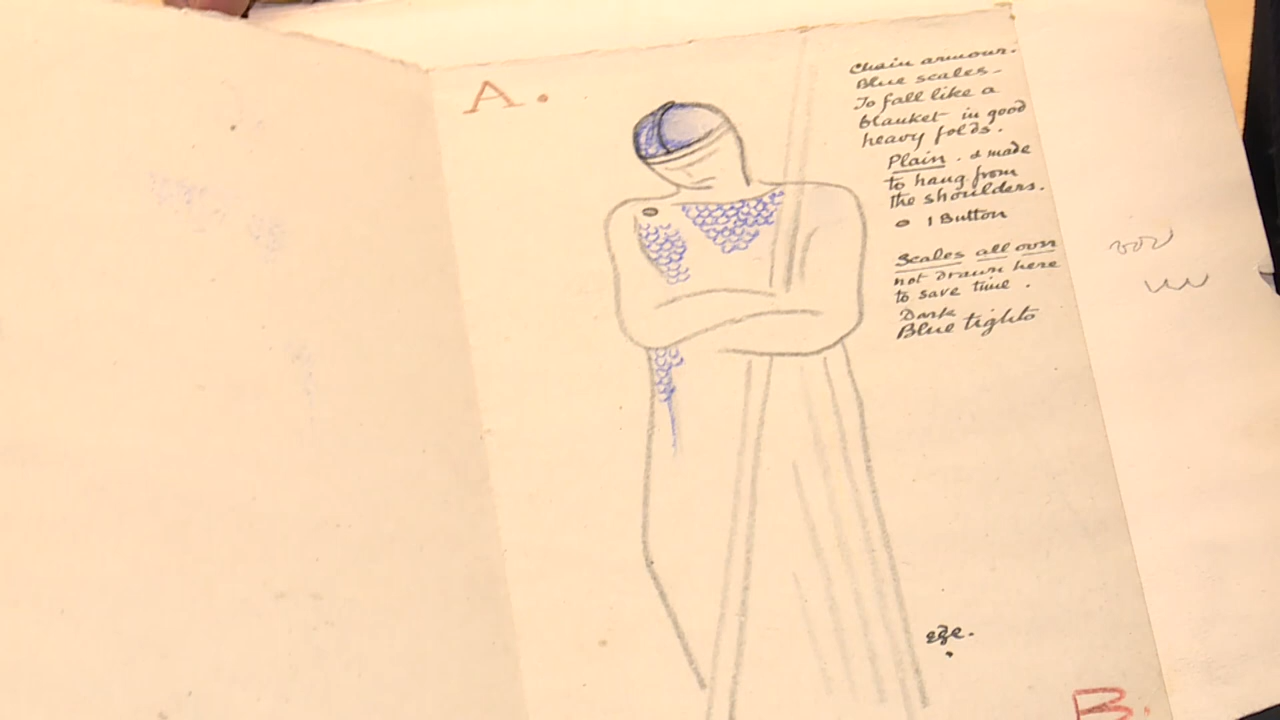 A.
Chain armour.
Blue scales -
To fall like a
blanket in good
heavy folds.
Plain. & made
to hang from
the shoulders.
1 Button
Scales all over
not drawn here
to save time.
Dark
Blue tights
B.